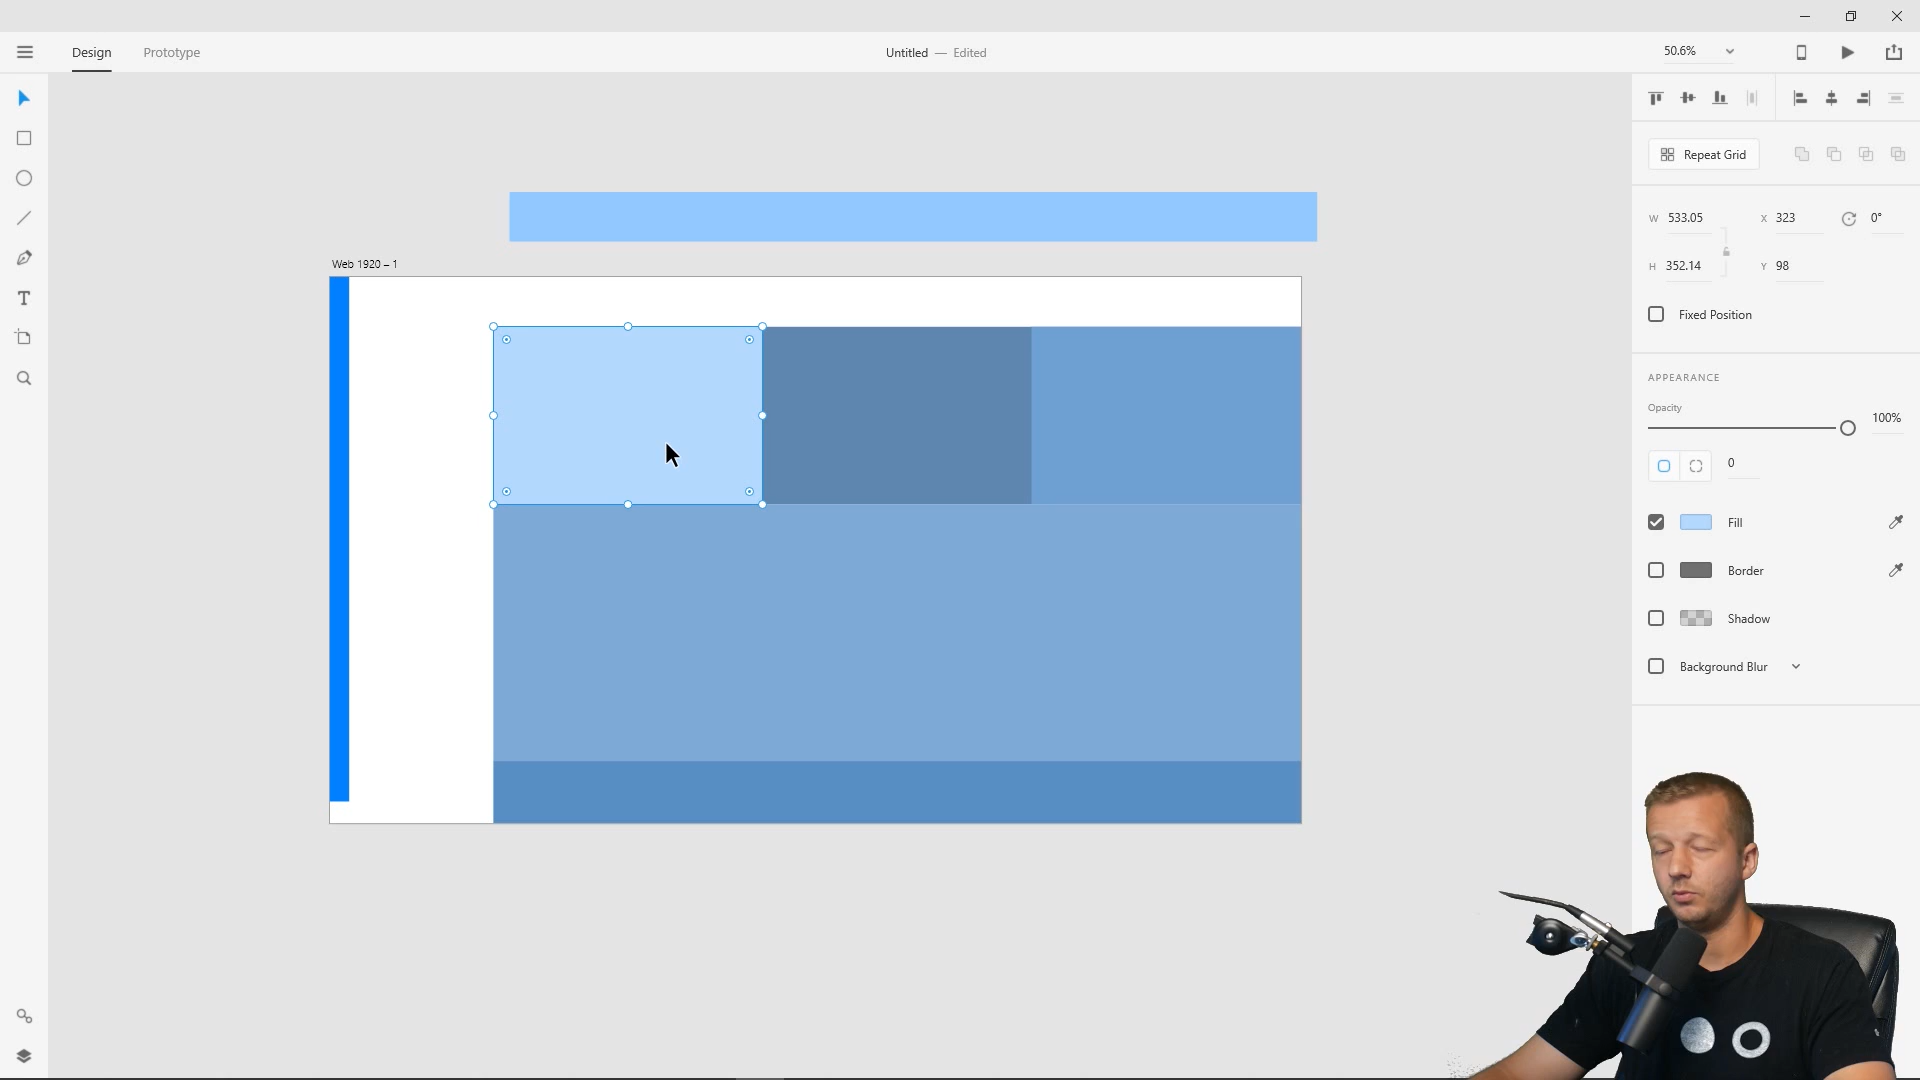 Design
Prototype
Untitled — Edited
50.6%
Repeat Grid
W 533.05
X 323
0°
H 352.14
Y 98
Fixed Position
Web 1920 – 1
APPEARANCE
Opacity
100%
0
Fill
Border
Shadow
Background Blur